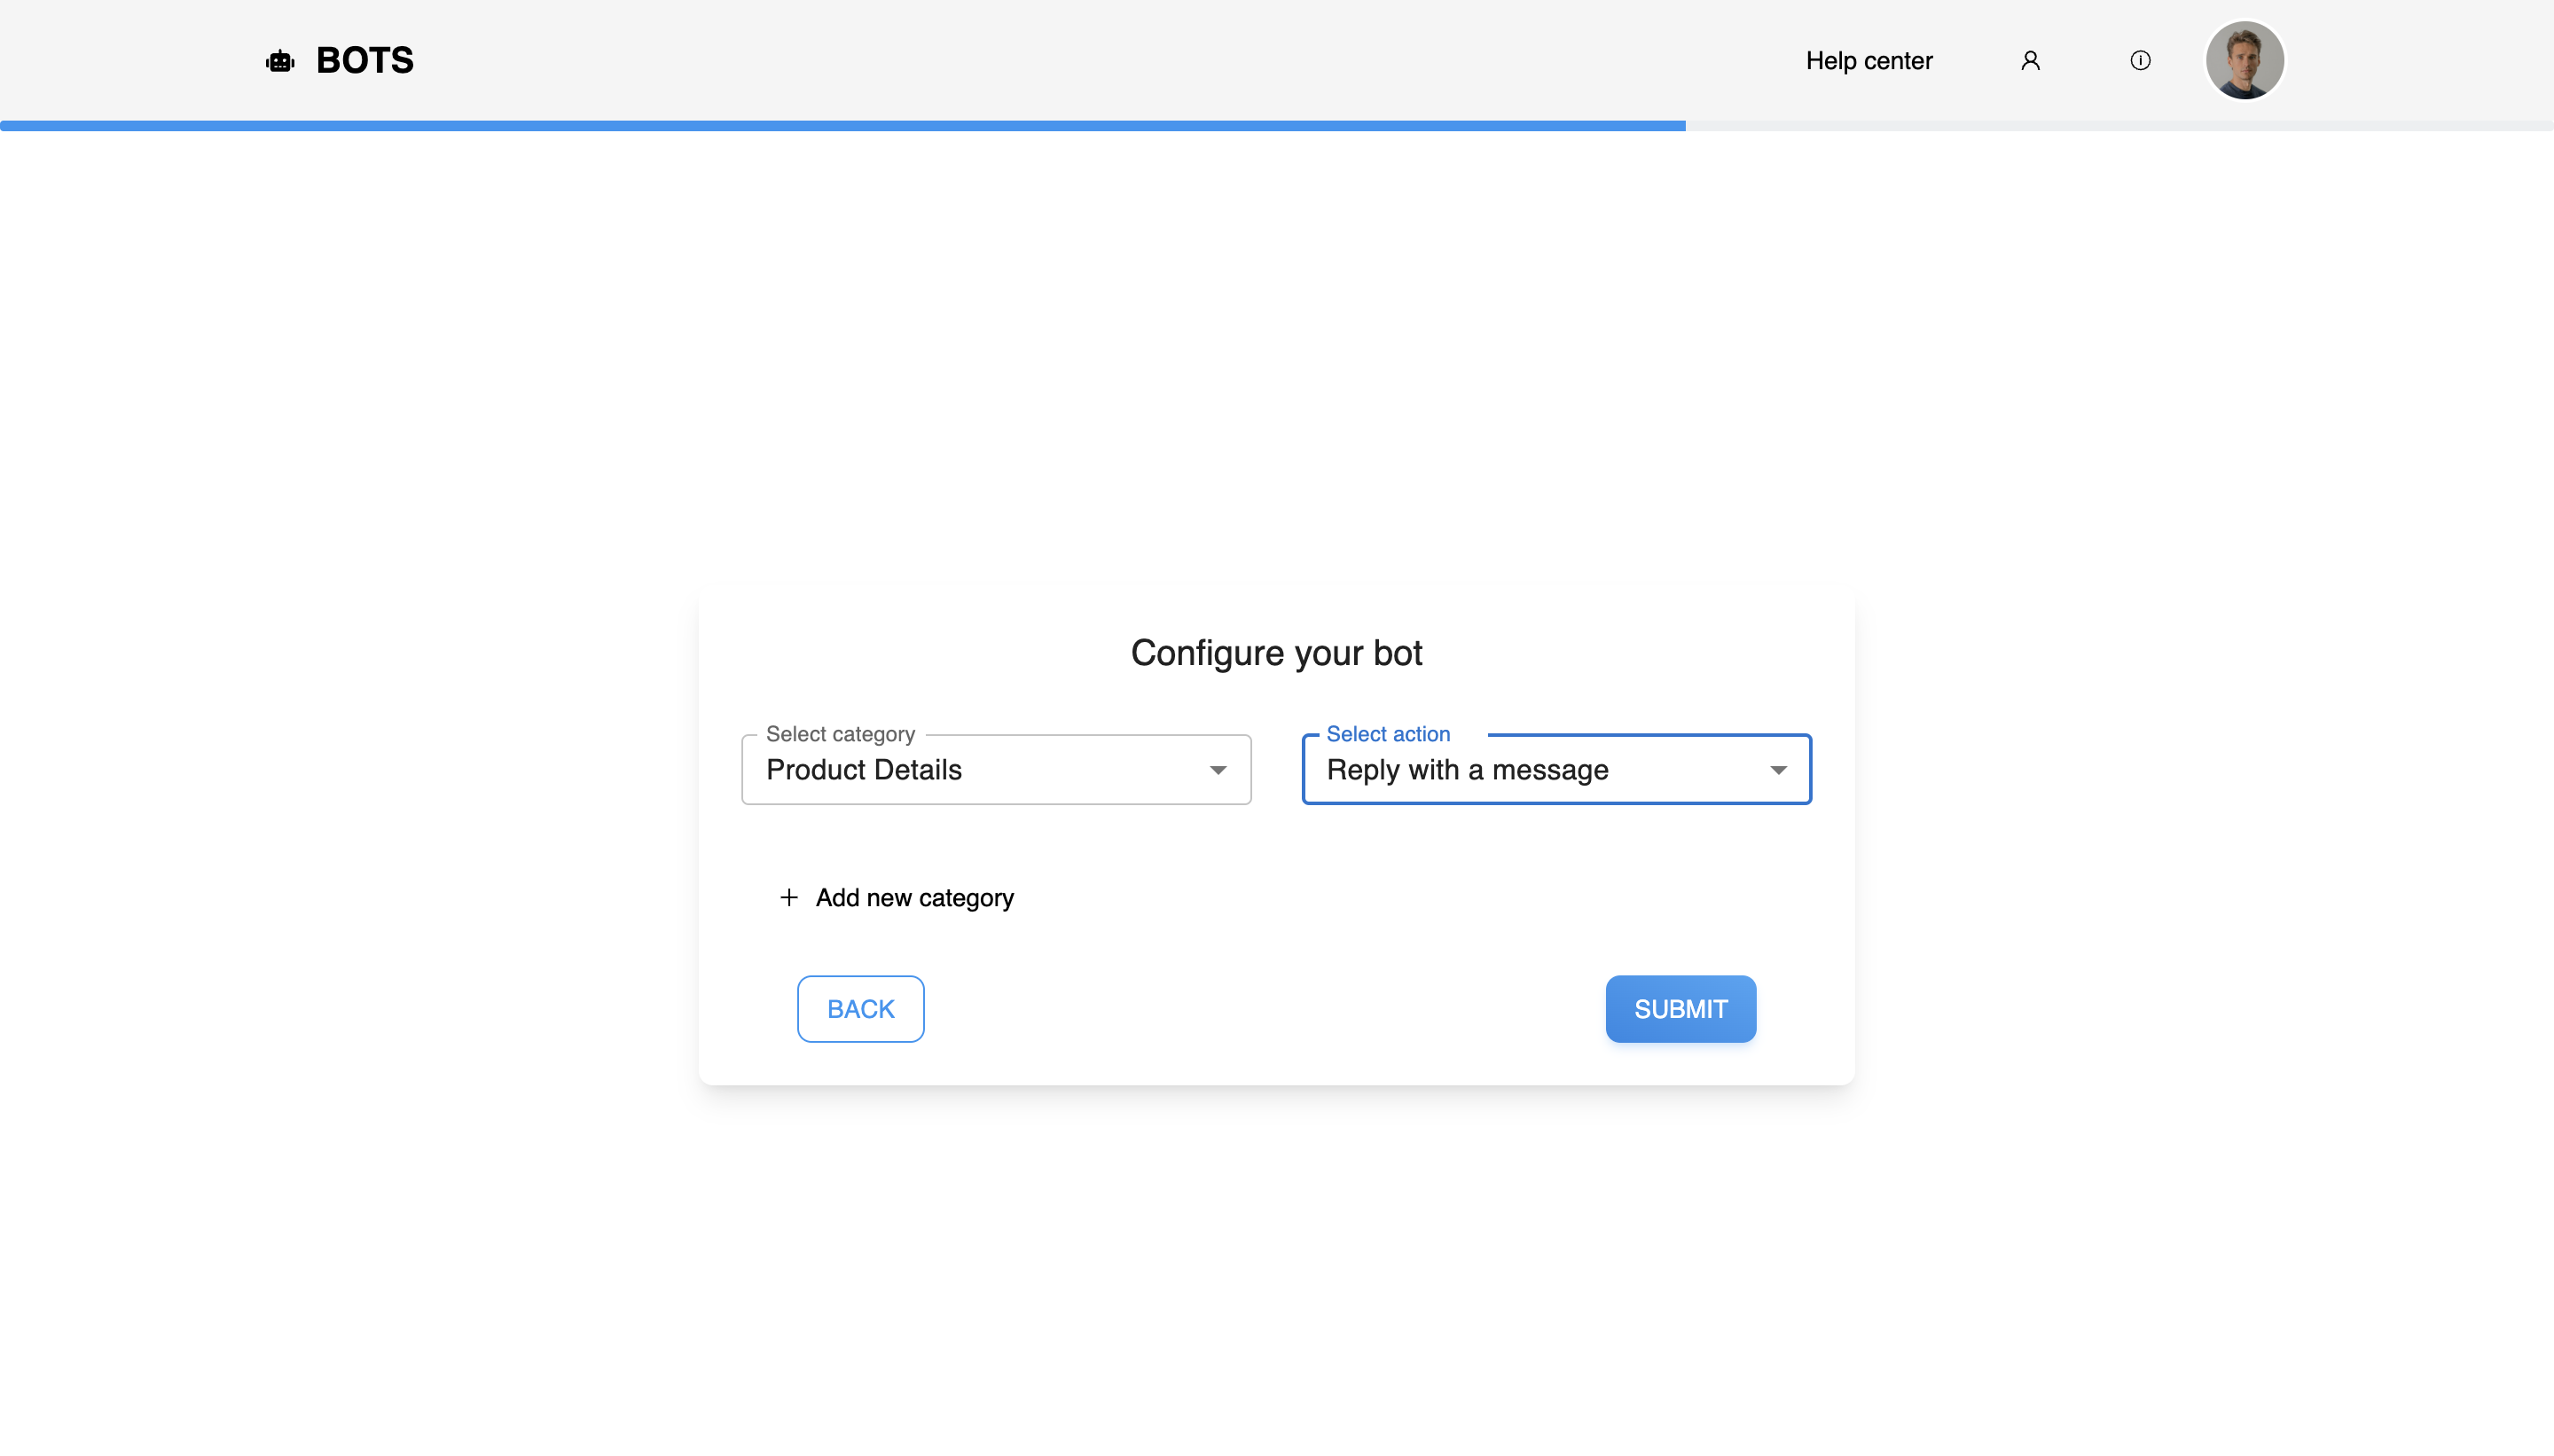 BOTS
Help center
Configure your bot
Select category
Product Details
Select action
Reply with a message
Add new category
BACK
SUBMIT